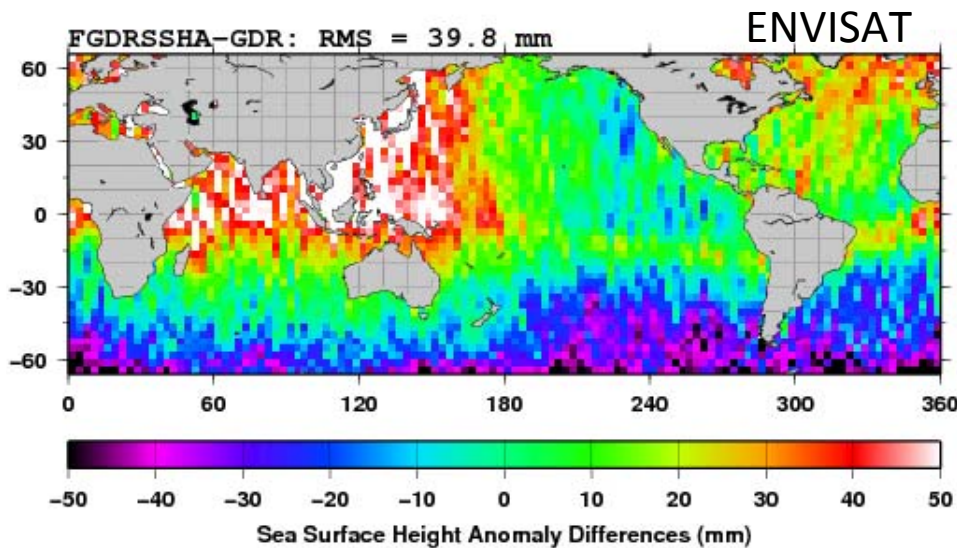 ENVISAT
FGDRSSHA-GDR: RMS = 39.8 mm
60
30
0
−30
−60
0 60 120 180 240 300 360
−50 −40 −30 −20 −10 0 10 20 30 40 50
Sea Surface Height Anomaly Differences (mm)